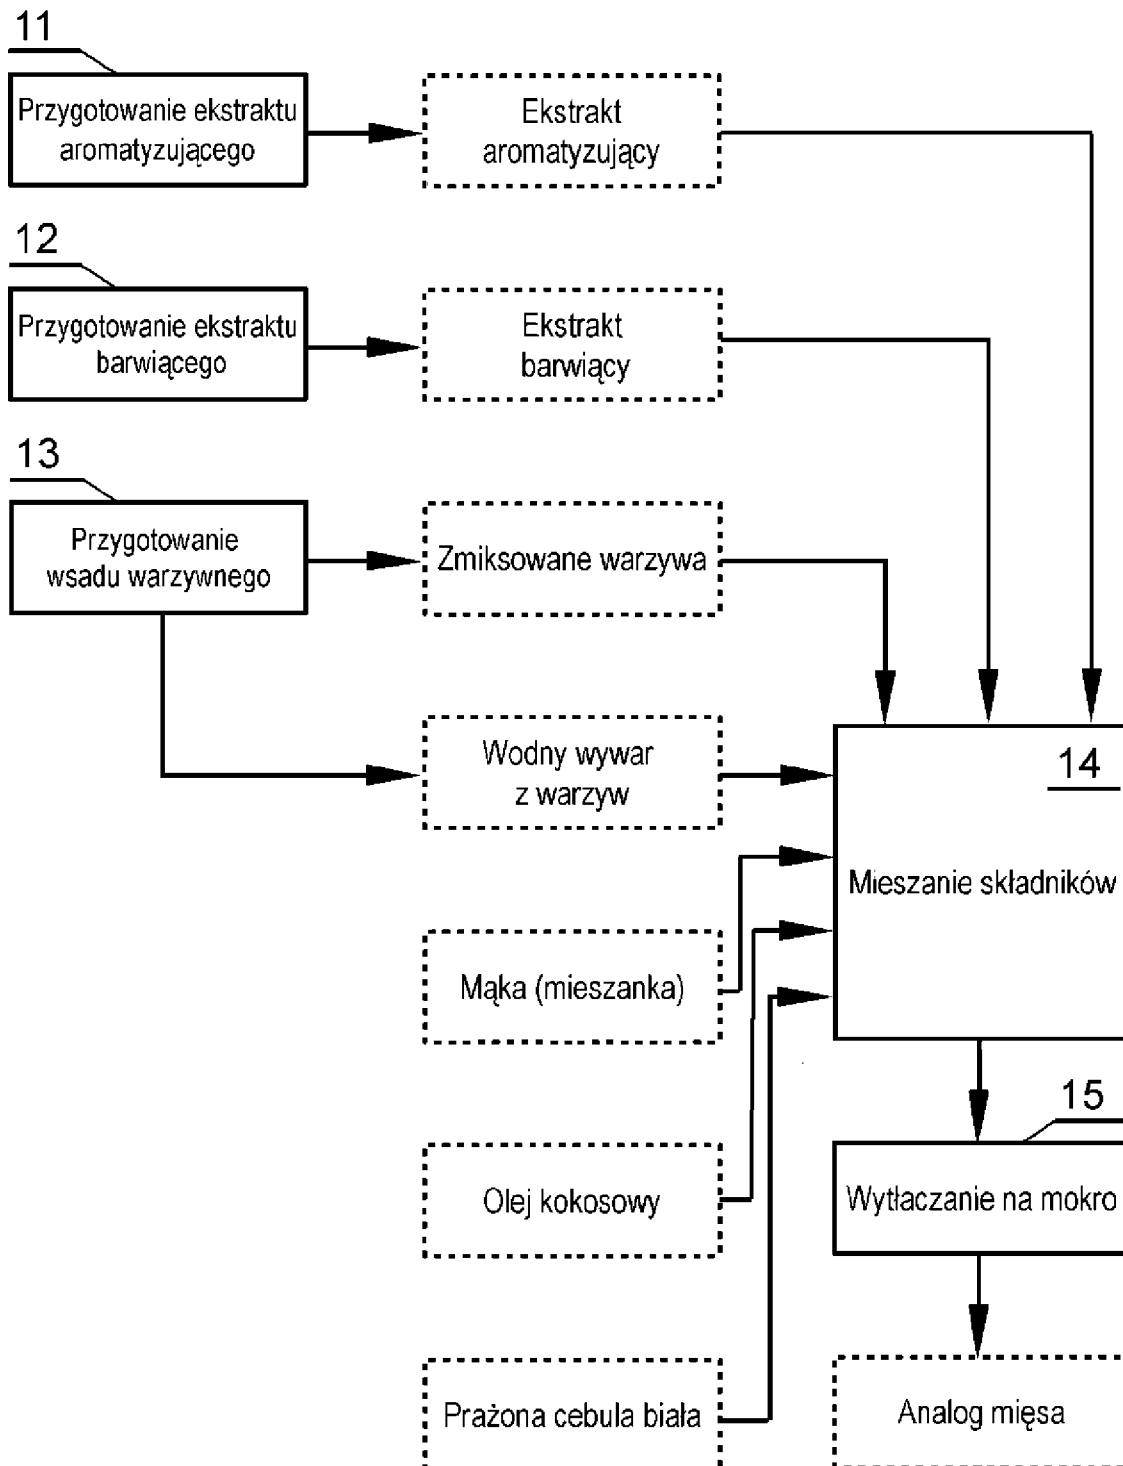 11
Przygotowanie ekstraktu
aromatyzującego
Ekstrakt
aromatyzujący
12
Przygotowanie ekstraktu
barwiącego
Ekstrakt
barwiący
13
Przygotowanie
wsadu warzywnego
Zmiksowane warzywa
Wodny wywar
z warzyw
14
Mieszanie składników
Mąka (mieszanka)
15
Olej kokosowy
Wytłaczanie na mokro
Prażona cebula biała
Analog mięsa